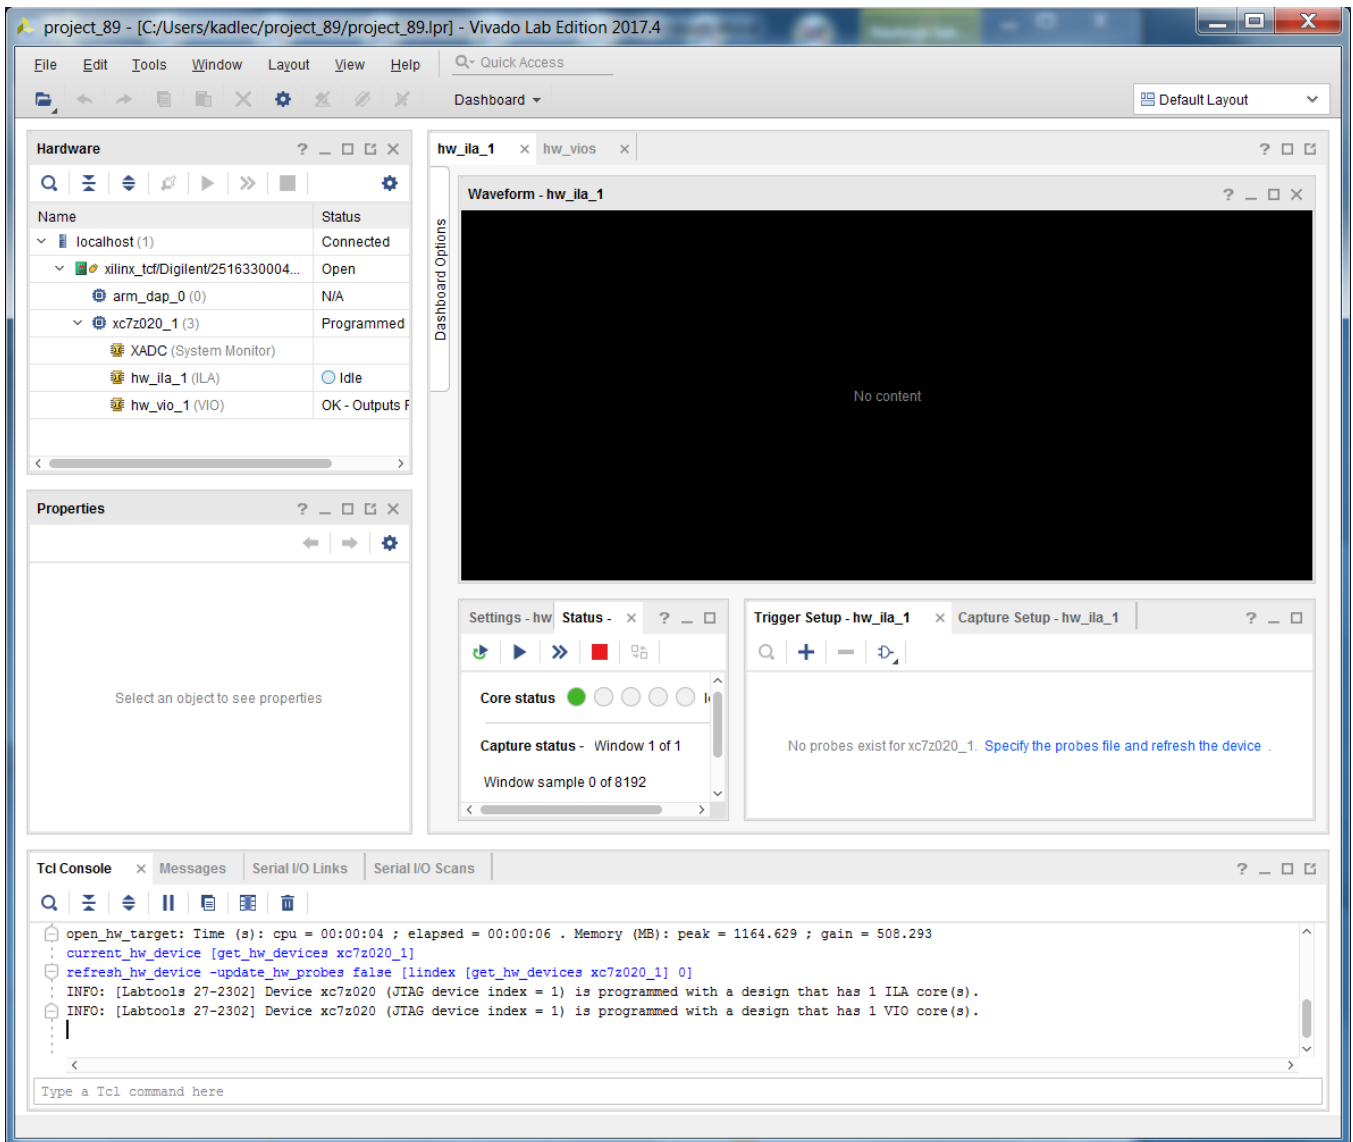 project_89 - [C:/Users/kadlec/project_89/project_89.lpr] - Vivado Lab Edition 2017.4
File Edit Tools Window Layout View Help Quick Access
Dashboard Default Layout
Hardware
Name Status
localhost (1) Connected
xilinx_tcf/Digilent/2516330004... Open
arm_dap_0 (0) N/A
xc7z020_1 (3) Programmed
XADC (System Monitor)
hw_ila_1 (ILA) Idle
hw_vio_1 (VIO) OK - Outputs
Properties
Select an object to see properties
hw_ila_1 hw_vios
Dashboard Options
Waveform - hw_ila_1
No content
Settings - hw Status -
Core status
Capture status - Window 1 of 1
Window sample 0 of 8192
Trigger Setup - hw_ila_1 Capture Setup - hw_ila_1
No probes exist for xc7z020_1. Specify the probes file and refresh the device .
Tcl Console Messages Serial I/O Links Serial I/O Scans
open_hw_target: Time (s): cpu = 00:00:04 ; elapsed = 00:00:06 . Memory (MB): peak = 1164.629 ; gain = 508.293
current_hw_device [get_hw_devices xc7z020_1]
refresh_hw_device -update_hw_probes false [lindex [get_hw_devices xc7z020_1] 0]
INFO: [Labtools 27-2302] Device xc7z020 (JTAG device index = 1) is programmed with a design that has 1 ILA core(s).
INFO: [Labtools 27-2302] Device xc7z020 (JTAG device index = 1) is programmed with a design that has 1 VIO core(s).
Type a Tcl command here